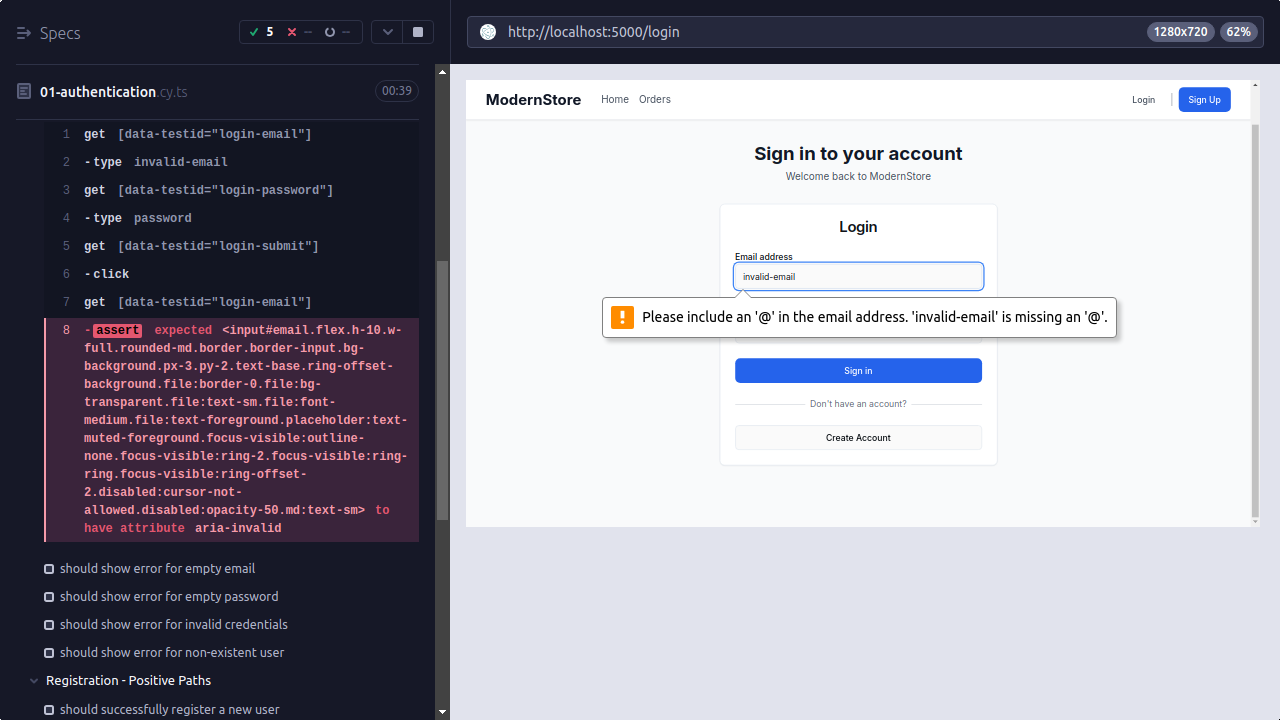 Specs
5
--
--
01-authentication.cy.ts
00:39
1 get [data-testid="login-email"]
2 -type invalid-email
3 get [data-testid="login-password"]
4 -type password
5 get [data-testid="login-submit"]
6 -click
7 get [data-testid="login-email"]
8 -assert expected <input#email.flex.h-10.w-
full.rounded-md.border.border-input.bg-
background.px-3.py-2.text-base.ring-offset-
background.file:border-0.file:bg-
transparent.file:text-sm.file:font-
medium.file:text-foreground.placeholder:text-
muted-foreground.focus-visible:outline-
none.focus-visible:ring-2.focus-visible:ring-
ring.focus-visible:ring-offset-
2.disabled:cursor-not-
allowed.disabled:opacity-50.md:text-sm> to
have attribute aria-invalid
should show error for empty email
should show error for empty password
should show error for invalid credentials
should show error for non-existent user
Registration - Positive Paths
should successfully register a new user
http://localhost:5000/login
1280x720
62%
ModernStore
Home
Orders
Login
Sign Up
Sign in to your account
Welcome back to ModernStore
Login
Email address
invalid-email
Please include an '@' in the email address. 'invalid-email' is missing an '@'.
Sign in
Don't have an account?
Create Account